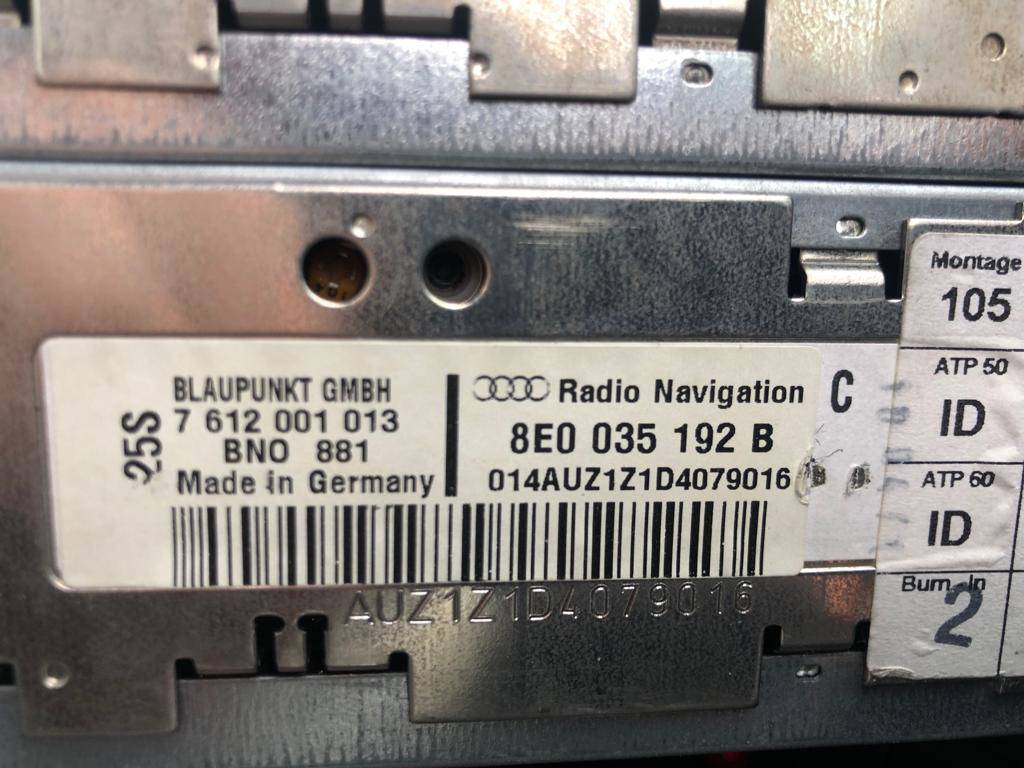 25S
BLAUPUNKT GMBH
7 612 001 013
BNO 881
Made in Germany
Radio Navigation
8E0 035 192 B
014AUZ1Z1D4079016
C
AUZ1Z1D4079016
Montage
105
ATP 50
ID
ATP 60
ID
Burn In
2